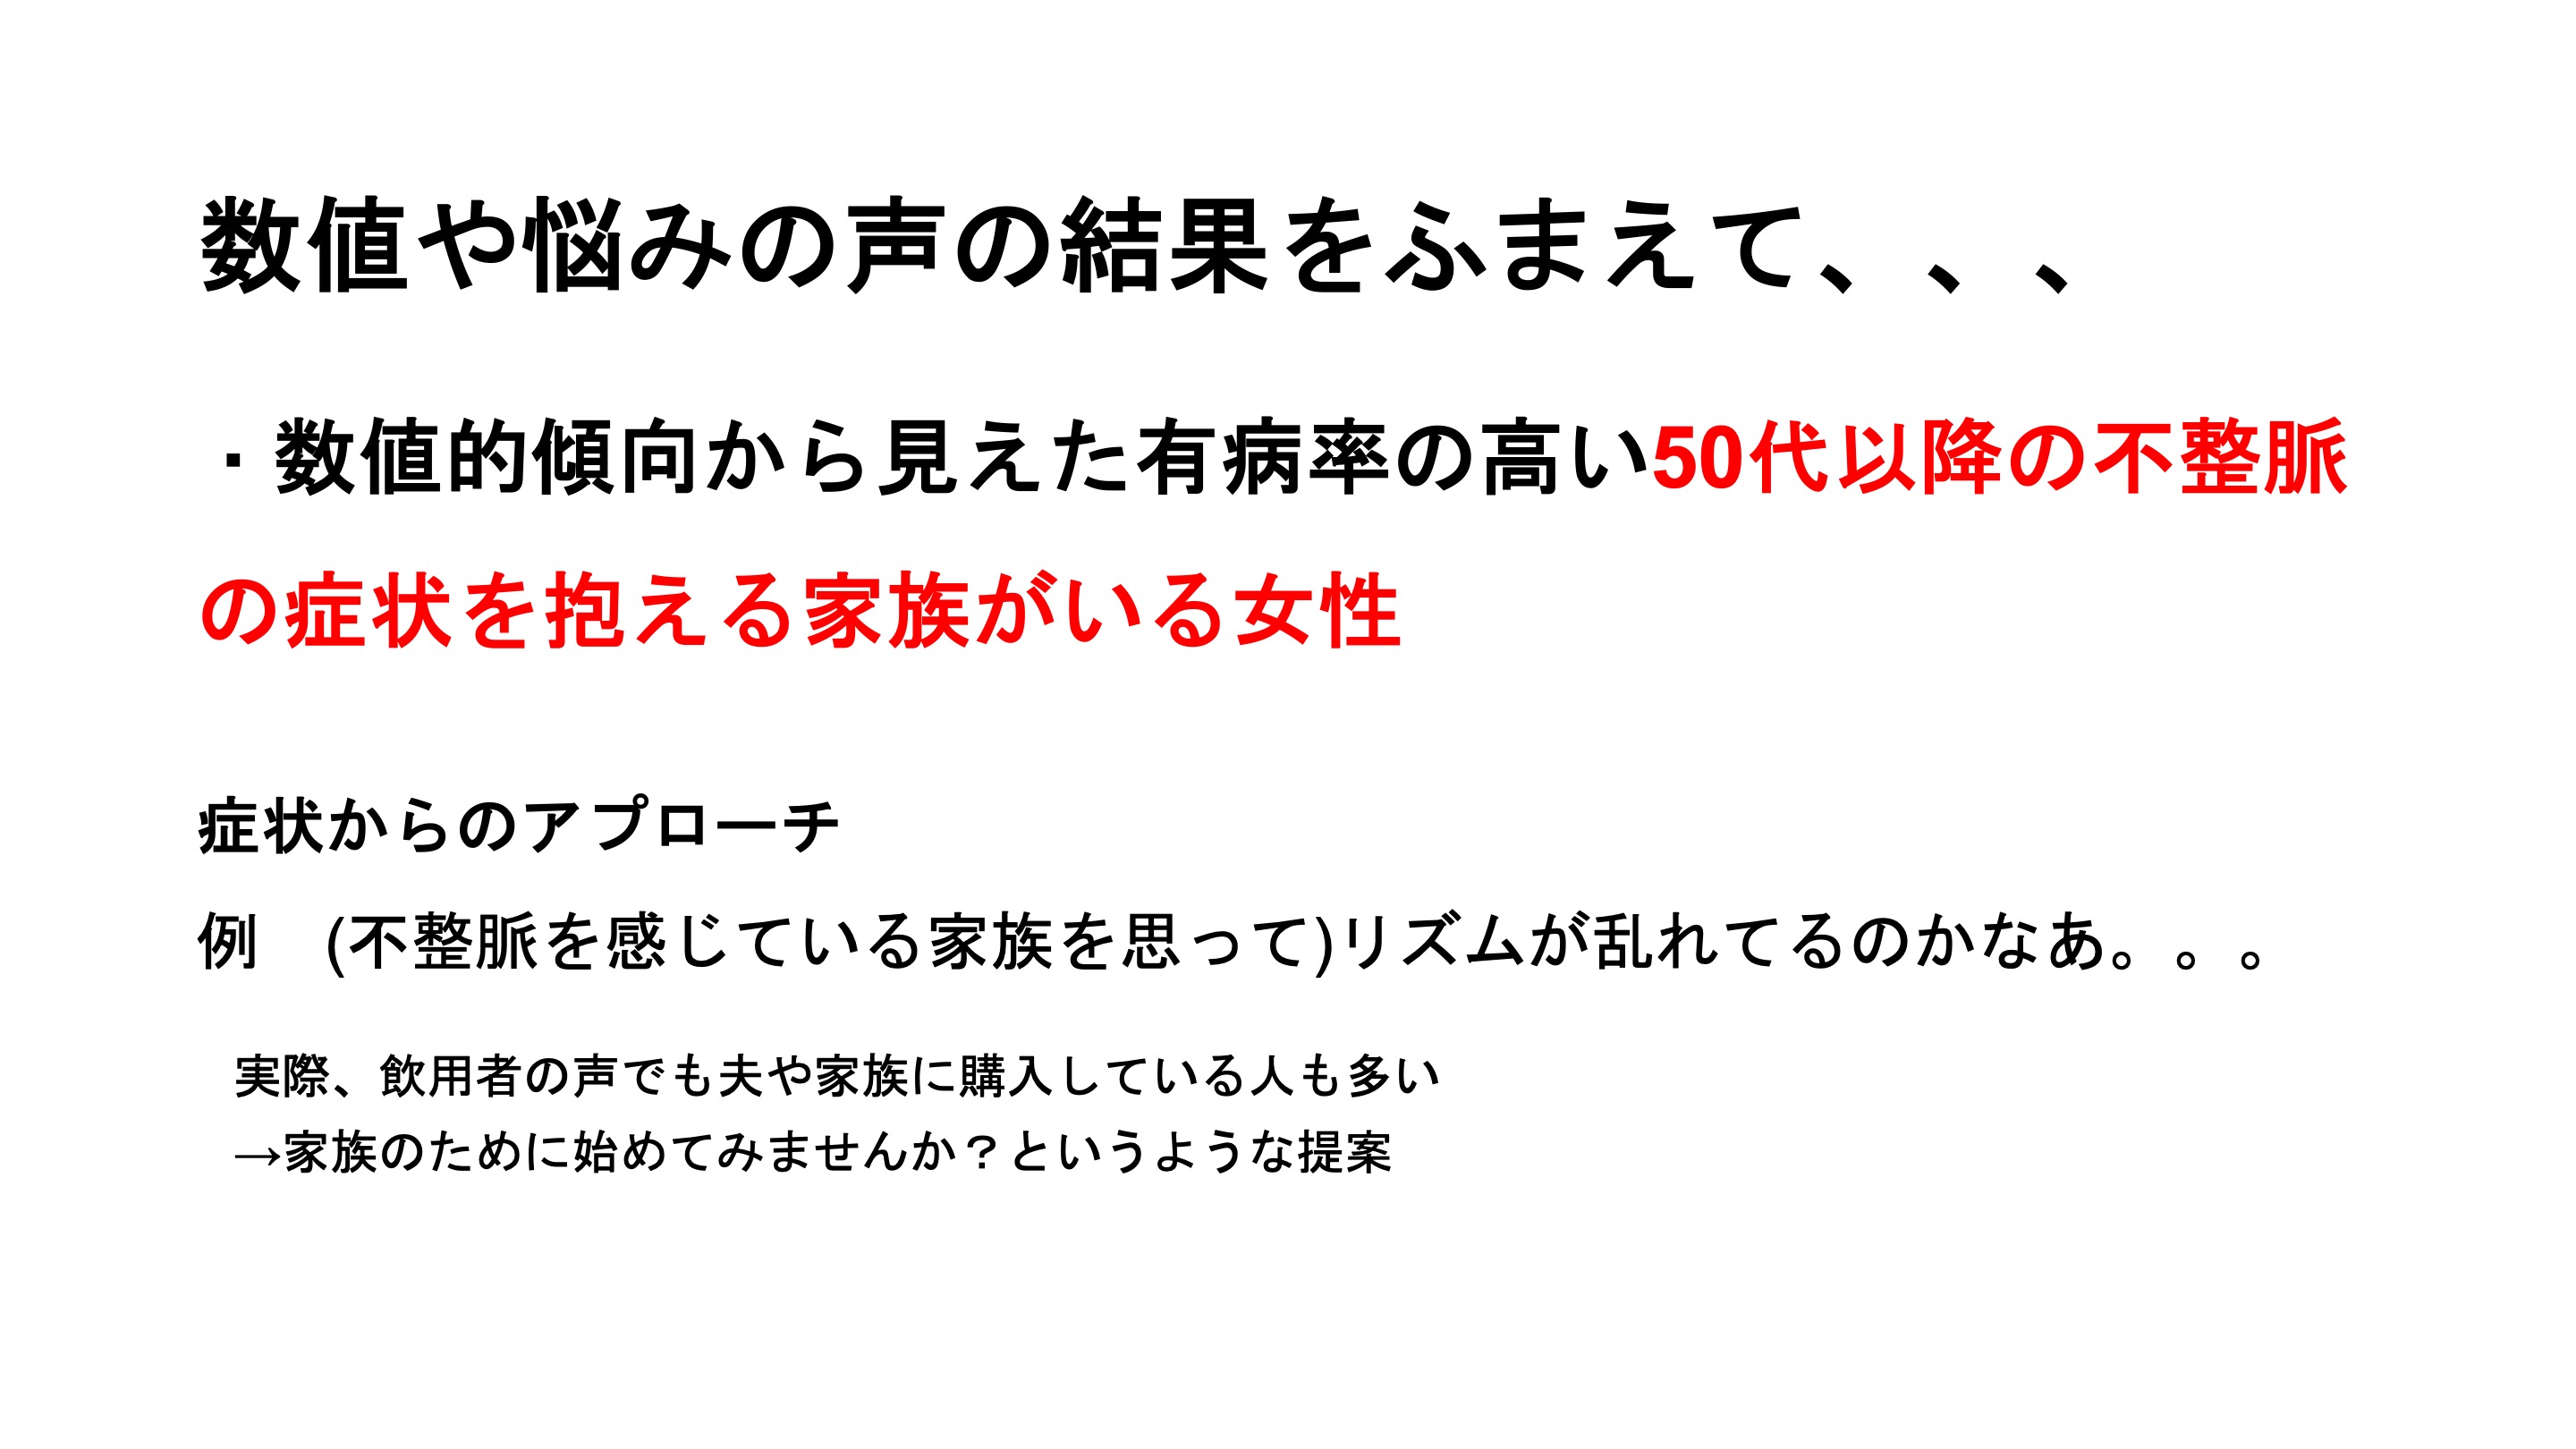 数値や悩みの声の結果をふまえて、、、
・数値的傾向から見えた有病率の高い50代以降の不整脈
の症状を抱える家族がいる女性
症状からのアプローチ
例　(不整脈を感じている家族を思って)リズムが乱れてるのかなあ。。。
実際、飲用者の声でも夫や家族に購入している人も多い
→家族のために始めてみませんか？というような提案